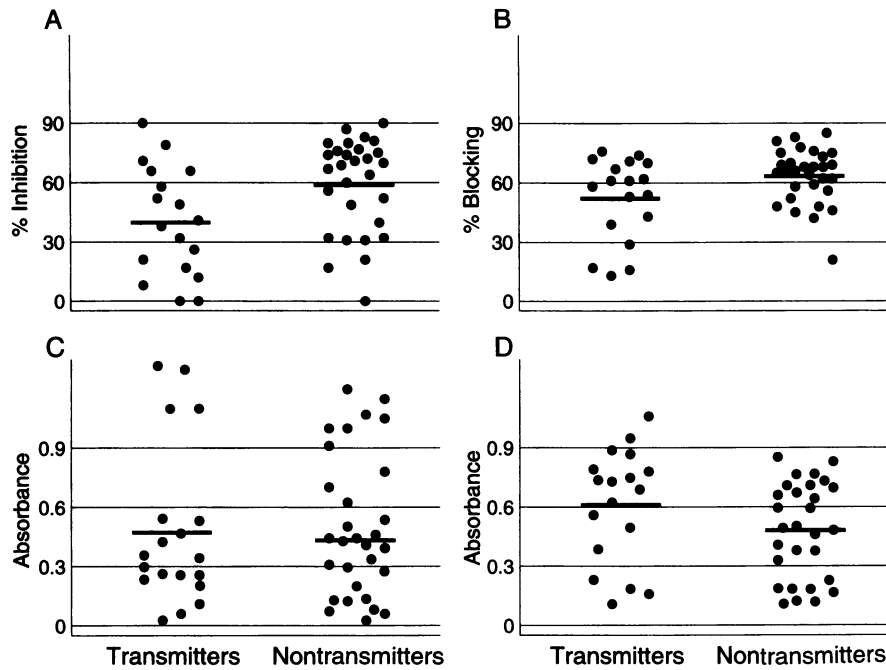 A
% Inhibition
90
60
30
0
B
% Blocking
90
60
30
0
C
Absorbance
0.9
0.6
0.3
0
Transmitters Nontransmitters
D
Absorbance
0.9
0.6
0.3
0
Transmitters Nontransmitters